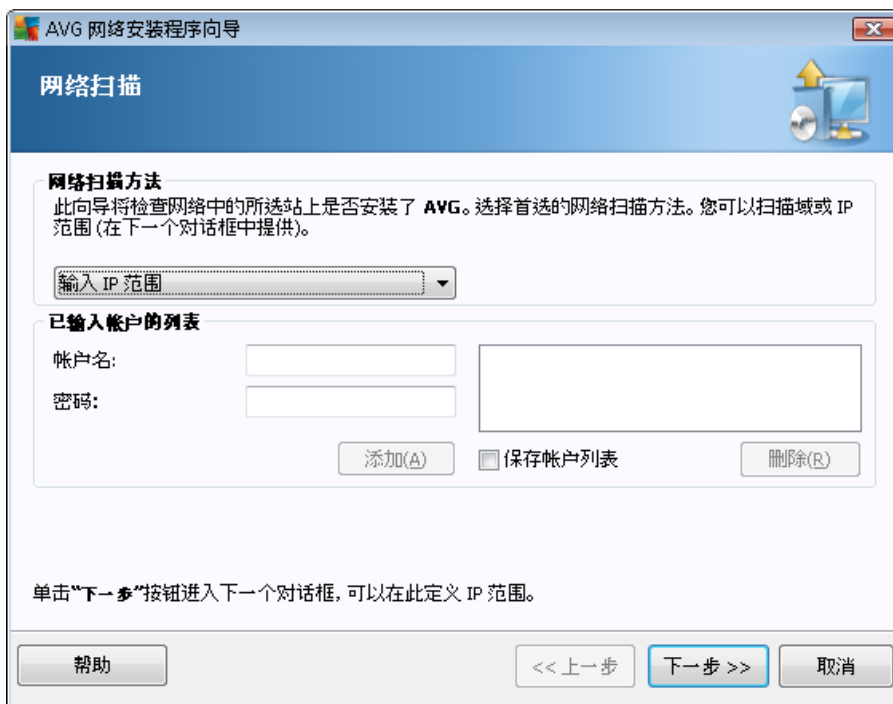 AVG 网络安装程序向导
网络扫描
网络扫描方法
此向导将检查网络中的所选站上是否安装了 AVG。选择首选的网络扫描方法。您可以扫描域或 IP
范围 (在下一个对话框中提供)。
输入 IP 范围
已输入帐户的列表
帐户名:
密码:
添加(A)
保存帐户列表
删除(R)
单击“下一步”按钮进入下一个对话框, 可以在此定义 IP 范围。
帮助
<< 上一步
下一步 >>
取消